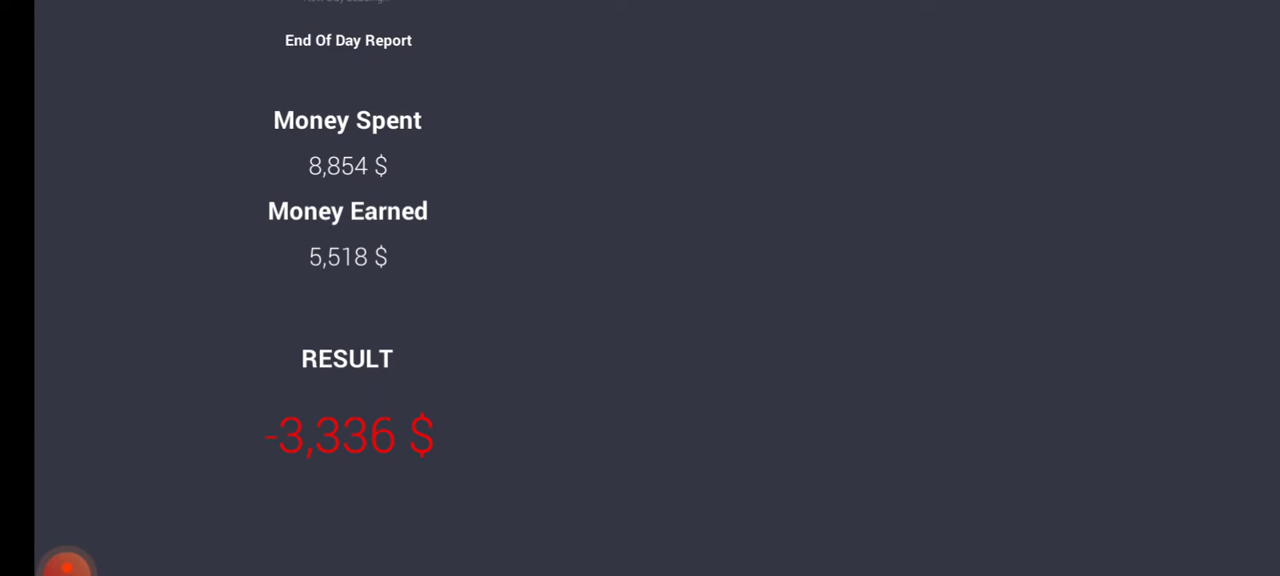 End Of Day Report
Money Spent
8,854 $
Money Earned
5,518 $
RESULT
-3,336 $